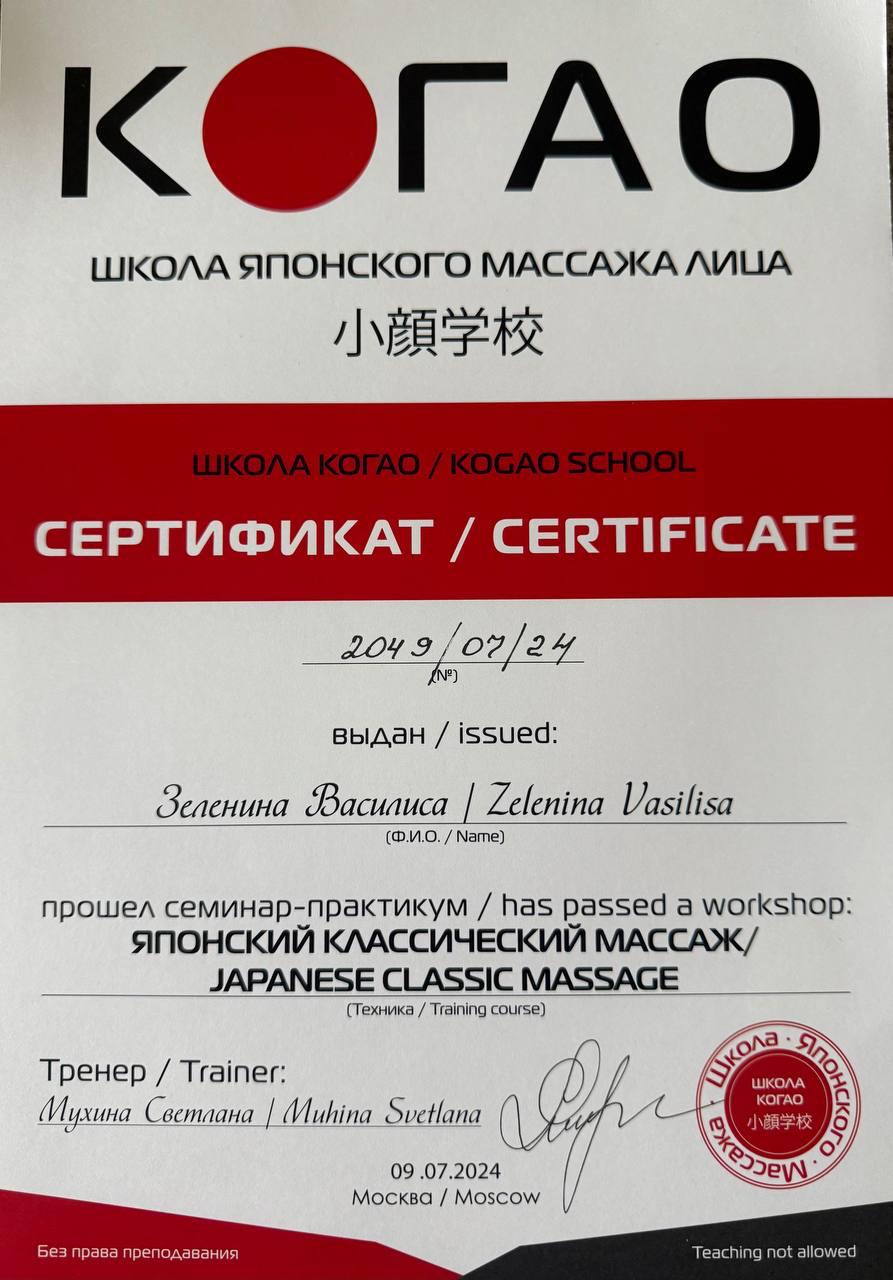 КОГАО
ШКОЛА ЯПОНСКОГО МАССАЖА ЛИЦА
小顔学校
ШКОЛА КОГАО / KOGAO SCHOOL
СЕРТИФИКАТ / CERTIFICATE
2049/07/24
(№)
выдан / issued:
Зеленина Василиса | Zelenina Vasilisa
(Ф.И.О. / Name)
прошел семинар-практикум / has passed a workshop:
ЯПОНСКИЙ КЛАССИЧЕСКИЙ МАССАЖ/
JAPANESE CLASSIC MASSAGE
(Техника / Training course)
Тренер / Trainer:
Мухина Светлана | Muhina Svetlana
Школа · Японского · Массажа
ШКОЛА
КОГАО
小顔学校
09 .07.2024
Москва / Moscow
Без права преподавания
Teaching not allowed